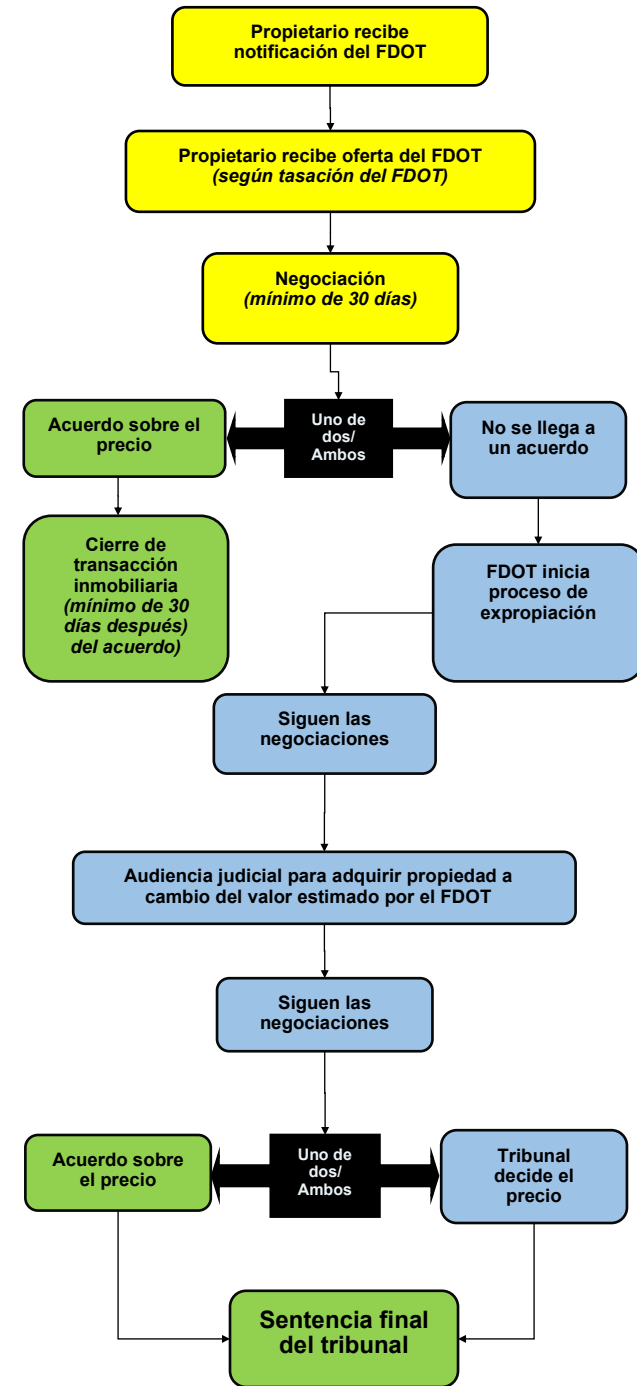 Propietario recibe
notificación del FDOT
Propietario recibe oferta del FDOT
(según tasación del FDOT)
Negociación
(mínimo de 30 días)
Acuerdo sobre el
precio
Uno de
dos/
Ambos
No se llega a
un acuerdo
Cierre de
transacción
inmobiliaria
(mínimo de 30
días después)
del acuerdo)
FDOT inicia
proceso de
expropiación
Siguen las
negociaciones
Audiencia judicial para adquirir propiedad a
cambio del valor estimado por el FDOT
Siguen las
negociaciones
Acuerdo sobre
el precio
Uno de
dos/
Ambos
Tribunal
decide el
precio
Sentencia final
del tribunal